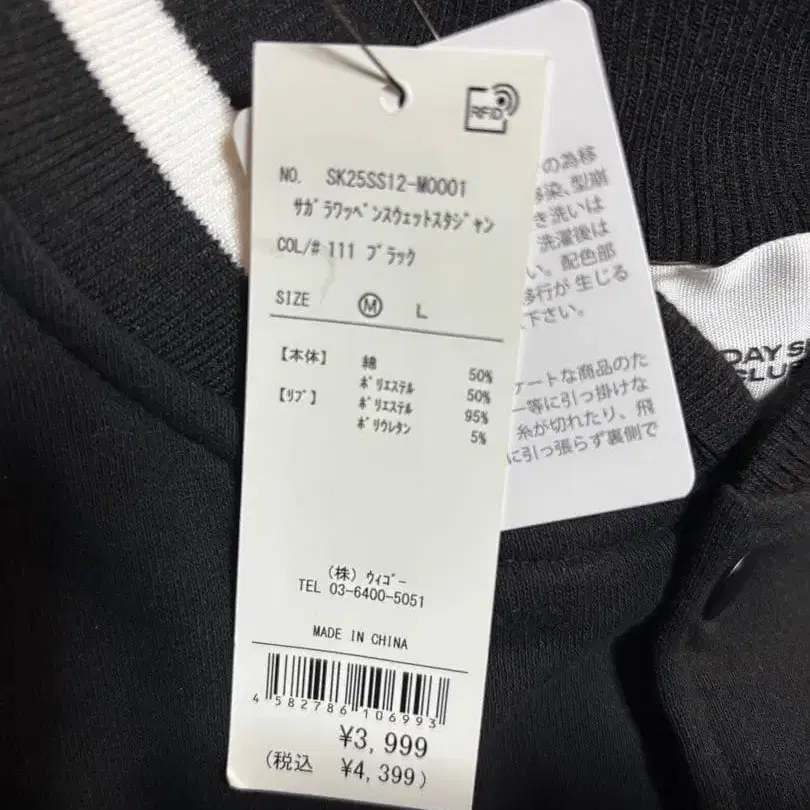 RFID
NO. SK25SS12-M0001
ｻｶﾞﾗﾜｯﾍﾟﾝｽｳｪｯﾄｽﾀｼﾞｬﾝ
COL/# 111 ﾌﾞﾗｯｸ
SIZE Ⓜ L
【本体】 綿 50%
ﾎﾟﾘｴｽﾃﾙ 50%
【ﾘﾌﾞ】 ﾎﾟﾘｴｽﾃﾙ 95%
ﾎﾟﾘｳﾚﾀﾝ 5%
(株) ｳｨｺﾞｰ
TEL 03-6400-5051
MADE IN CHINA
4 582786 106993
¥3,999
(税込 ¥4,399)
の為移
染、型崩
き洗いは
洗濯後は
い。配色部
移行が 生じる
下さい。
ケートな商品のた
ー等に引っ掛けな
糸が切れたり、飛
に引っ張らず裏側で
DAY S
CLU